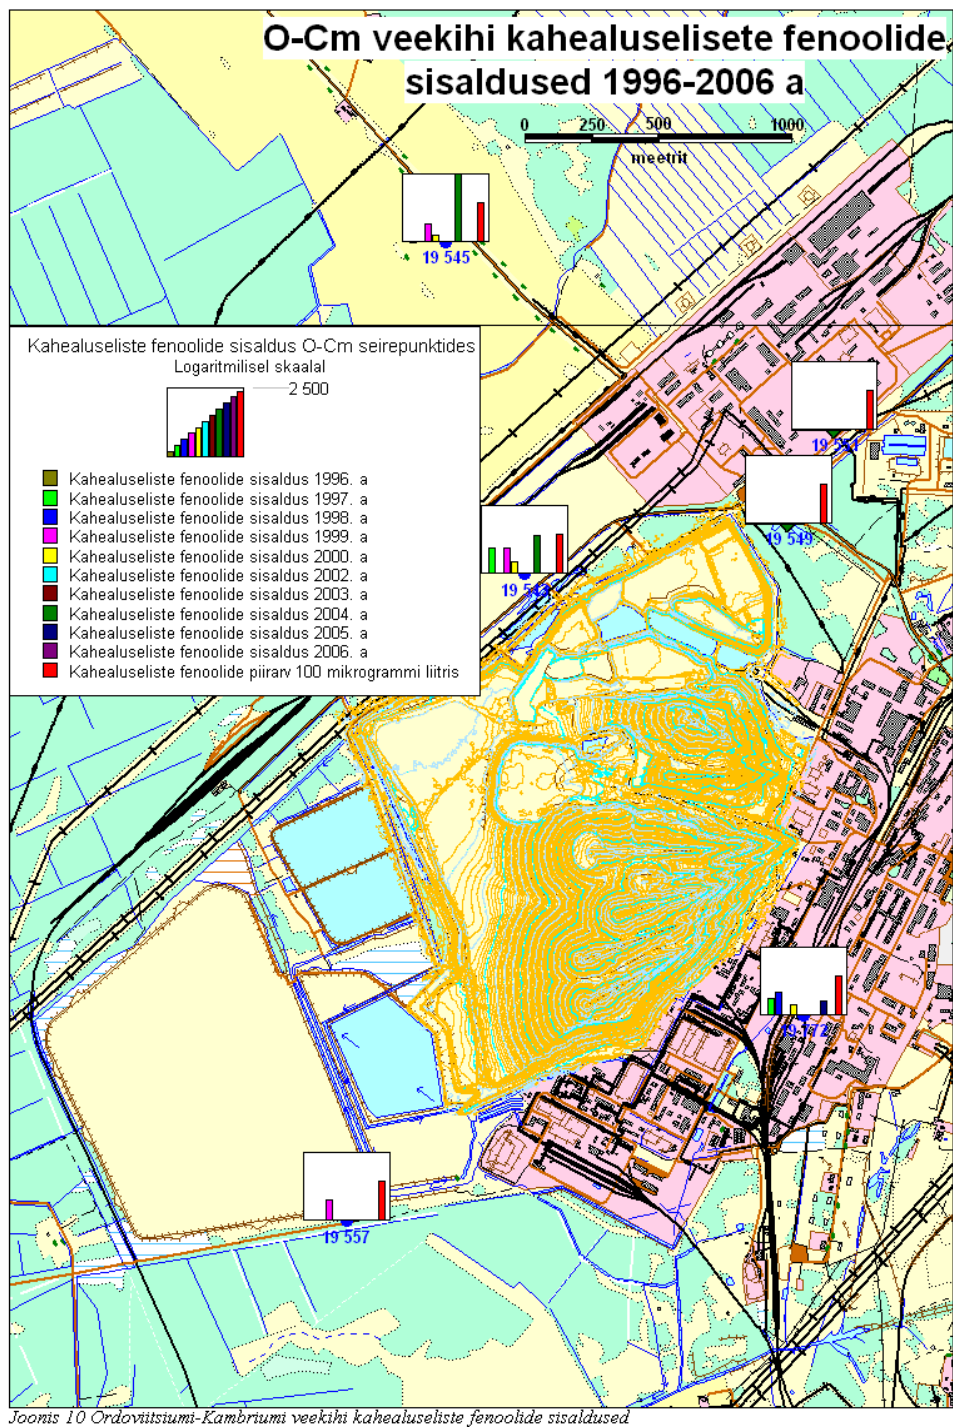 O-Cm veekihi kahealuselisete fenoolide
sisaldused 1996-2006 a
0 250 500 1000
meetrit
19 545
Kahealuseliste fenoolide sisaldus O-Cm seirepunktides
Logaritmilisel skaalal
2 500
Kahealuseliste fenoolide sisaldus 1996. a
Kahealuseliste fenoolide sisaldus 1997. a
Kahealuseliste fenoolide sisaldus 1998. a
Kahealuseliste fenoolide sisaldus 1999. a
Kahealuseliste fenoolide sisaldus 2000. a
Kahealuseliste fenoolide sisaldus 2002. a
Kahealuseliste fenoolide sisaldus 2003. a
Kahealuseliste fenoolide sisaldus 2004. a
Kahealuseliste fenoolide sisaldus 2005. a
Kahealuseliste fenoolide sisaldus 2006. a
Kahealuseliste fenoolide piirarv 100 mikrogrammi liitris
19 549
19 772
19 557
Joonis 10 Ordoviitsiumi-Kambriumi veekihi kahealuseliste fenoolide sisaldused